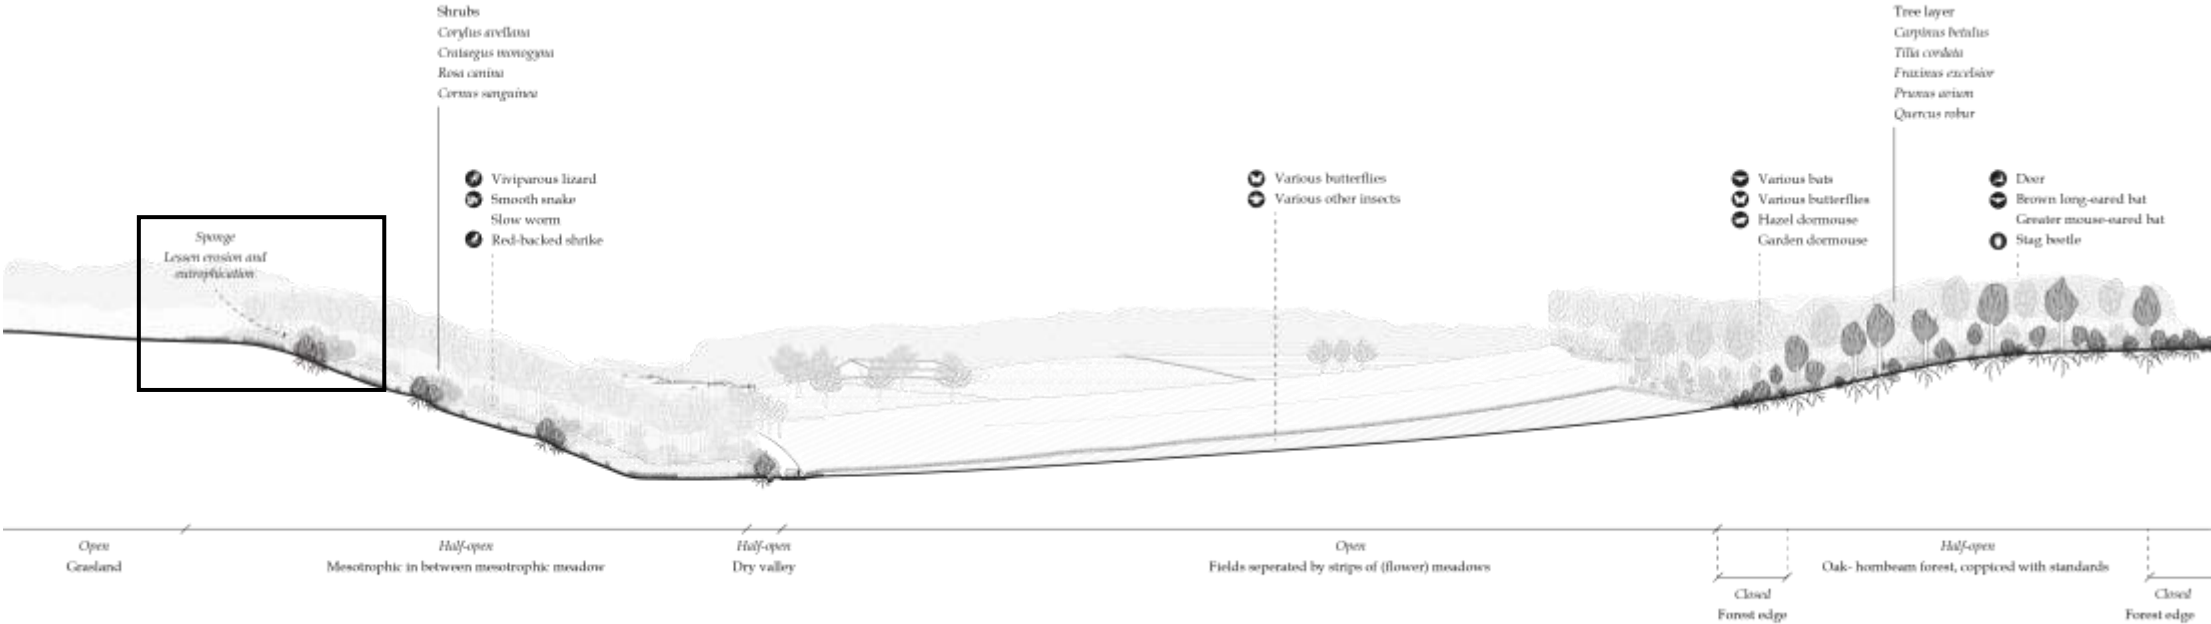 Shrubs
Corylus avellana
Crataegus monogyna
Rosa canina
Cornus sanguinea
Tree layer
Carpinus betulus
Tilia cordata
Fraxinus excelsior
Prunus avium
Quercus robur
Viviparous lizard
Smooth snake
Slow worm
Red-backed shrike
Various butterflies
Various other insects
Various bats
Various butterflies
Hazel dormouse
Garden dormouse
Deer
Brown long-eared bat
Greater mouse-eared bat
Stag beetle
Sponge
Lessen erosion and
eutrophication
Open
Grasland
Half-open
Mesotrophic in between mesotrophic meadow
Half-open
Dry valley
Open
Fields seperated by strips of (flower) meadows
Half-open
Oak- hornbeam forest, coppiced with standards
Closed
Forest edge
Closed
Forest edge